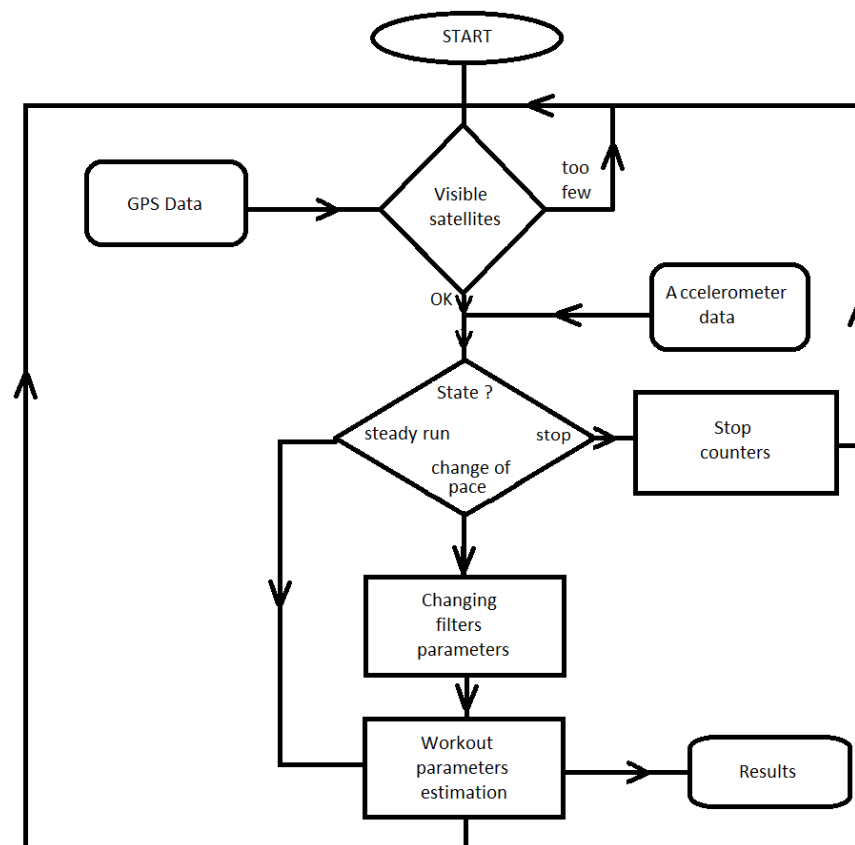 START
too
few
Visible
satellites
GPS Data
OK
A ccelerometer
data
State ?
steady run
stop
change of
pace
Stop
counters
Changing
filters
parameters
Workout
parameters
estimation
Results